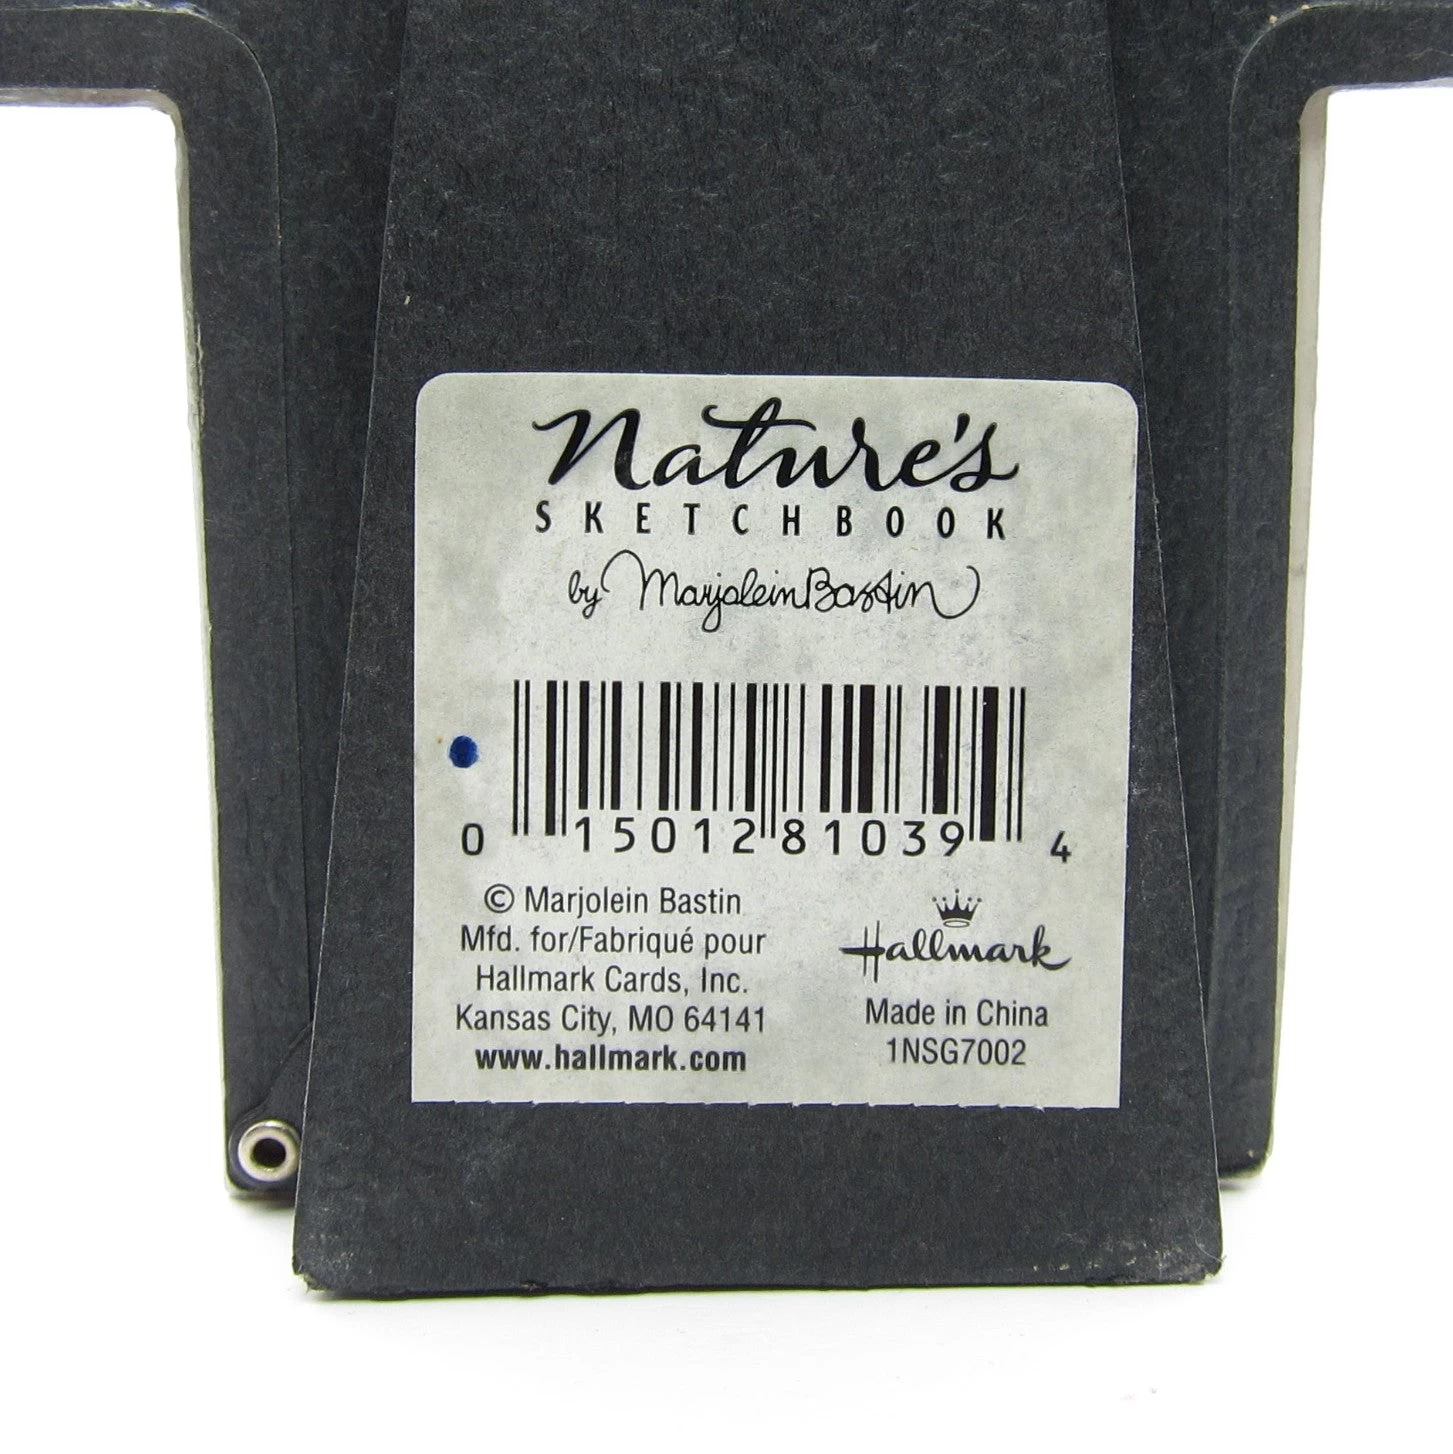 Nature's
SKETCHBOOK
by Marjolein Bastin
0 15012 81039 4
© Marjolein Bastin
Mfd. for/Fabriqué pour
Hallmark Cards, Inc.
Kansas City, MO 64141
www.hallmark.com
Hallmark
Made in China
1NSG7002